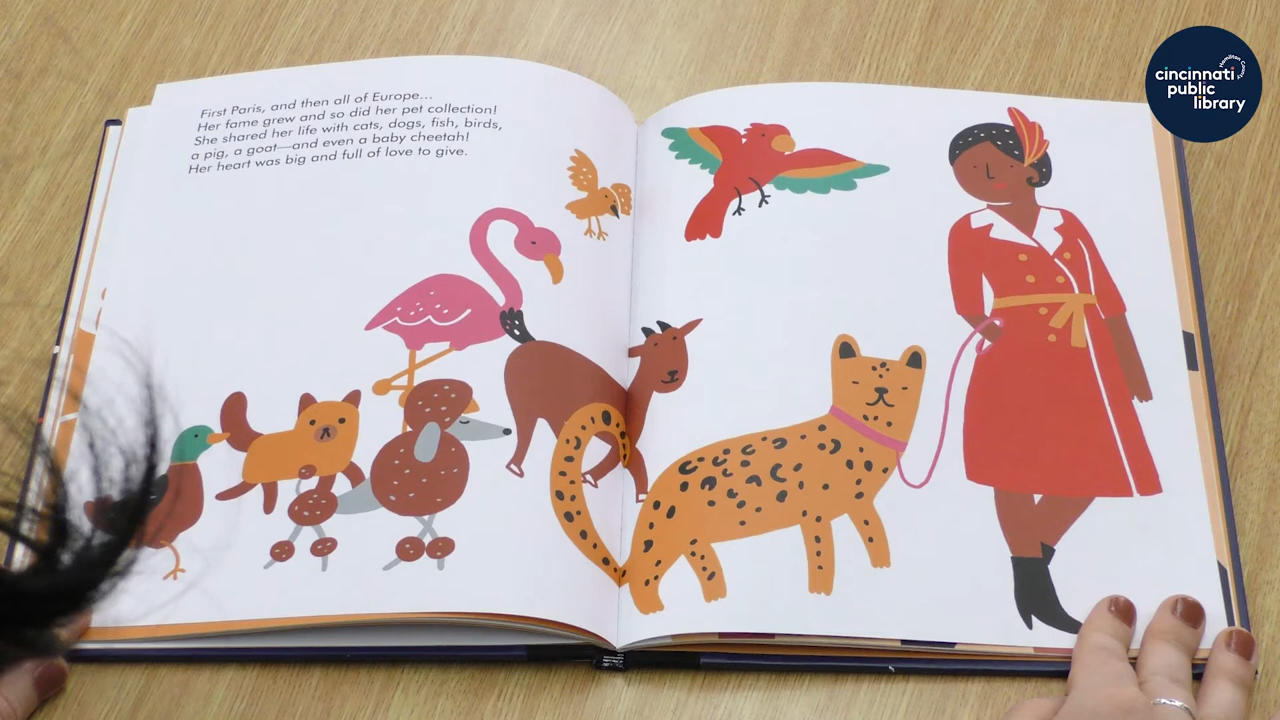 First Paris, and then all of Europe...
Her fame grew and so did her pet collection!
She shared her life with cats, dogs, fish, birds,
a pig, a goat—and even a baby cheetah!
Her heart was big and full of love to give.
Hamilton County
cincinnati
public
library